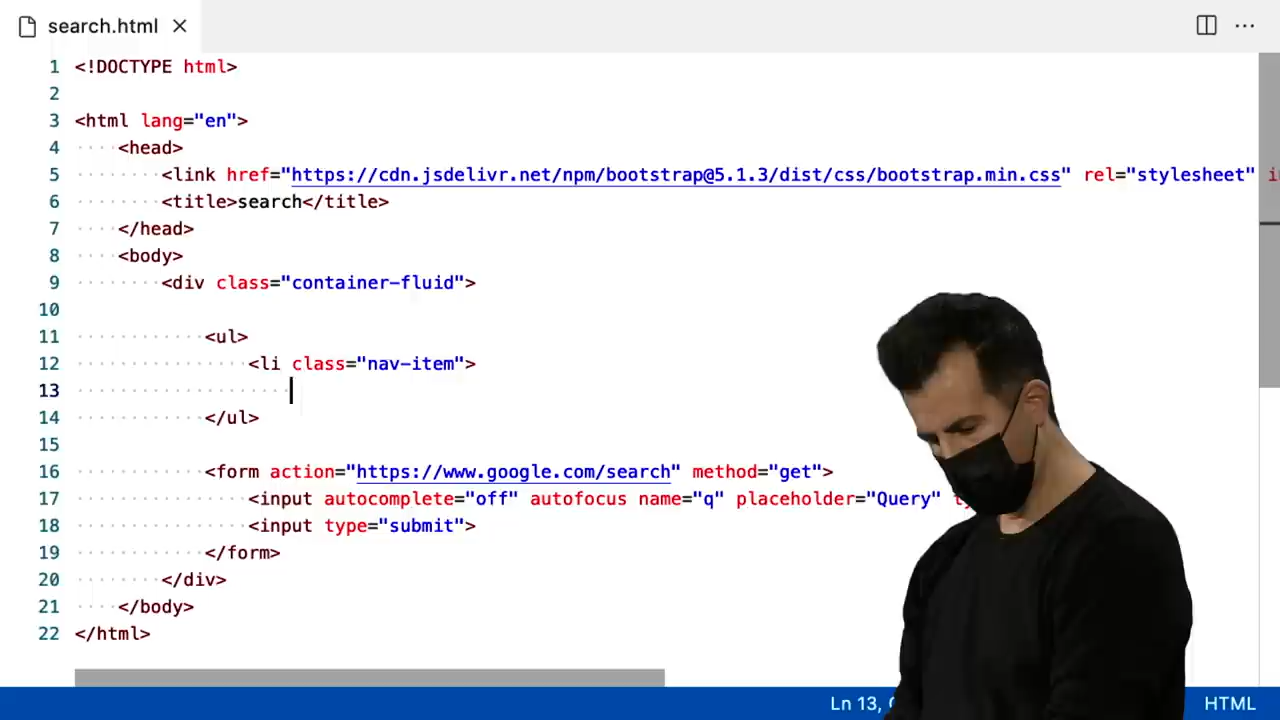 search.html
1 <!DOCTYPE html>
2
3 <html lang="en">
4 <head>
5 <link href="https://cdn.jsdelivr.net/npm/bootstrap@5.1.3/dist/css/bootstrap.min.css" rel="stylesheet"
6 <title>search</title>
7 </head>
8 <body>
9 <div class="container-fluid">
10
11 <ul>
12 <li class="nav-item">
13
14 </ul>
15
16 <form action="https://www.google.com/search" method="get">
17 <input autocomplete="off" autofocus name="q" placeholder="Query"
18 <input type="submit">
19 </form>
20 </div>
21 </body>
22 </html>
Ln 13, HTML